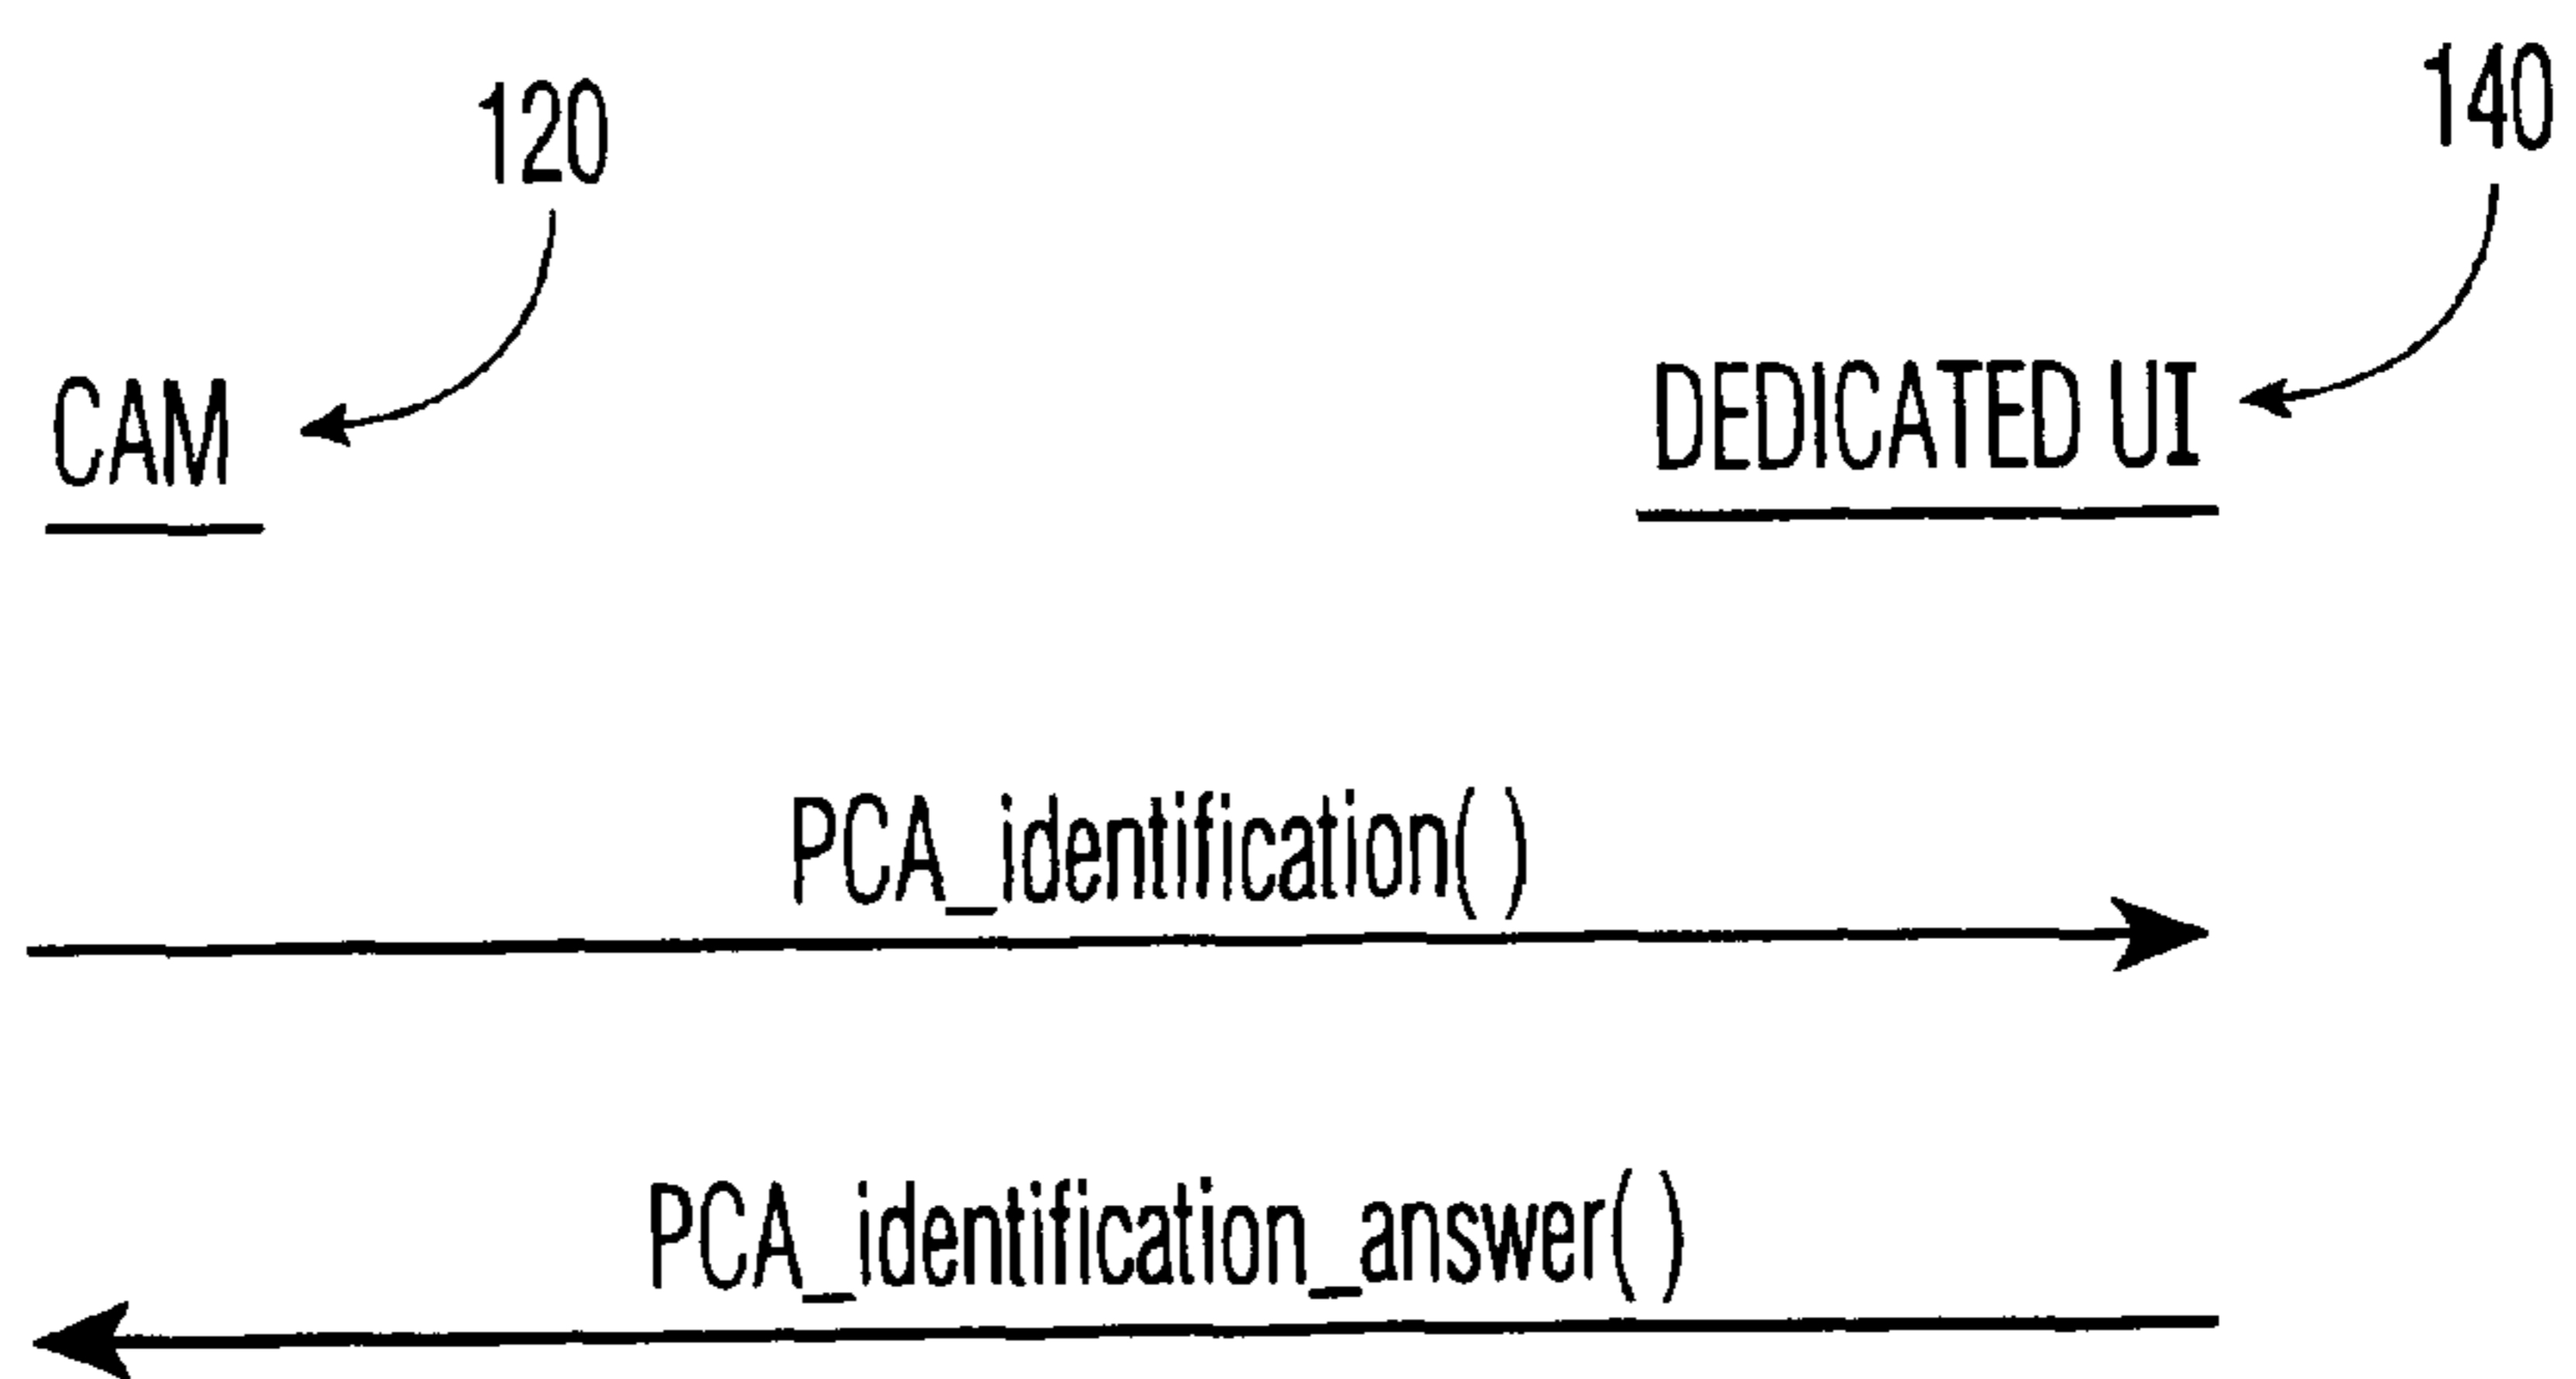 120
140
CAM
DEDICATED UI
PCA_identification( )
PCA_identification_answer( )